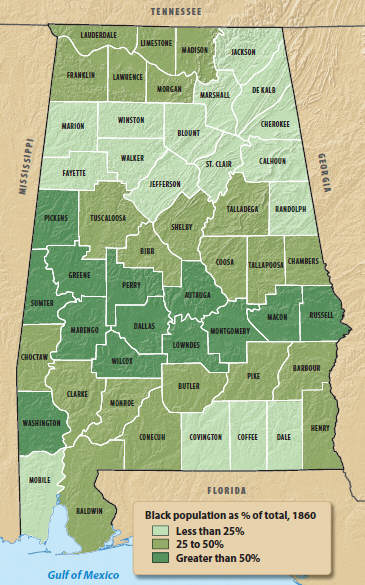 TENNESSEE
LAUDERDALE
LIMESTONE
MADISON
JACKSON
FRANKLIN
LAWRENCE
MORGAN
MARSHALL
DE KALB
CHEROKEE
MARION
WINSTON
BLOUNT
MISSISSIPPI
WALKER
ST. CLAIR
CALHOUN
GEORGIA
FAYETTE
JEFFERSON
PICKENS
TUSCALOOSA
SHELBY
TALLADEGA
RANDOLPH
BIBB
GREENE
PERRY
AUTAUGA
COOSA
TALLAPOOSA
CHAMBERS
SUMTER
MARENGO
DALLAS
LOWNDES
MONTGOMERY
MACON
RUSSELL
CHOCTAW
WILCOX
CLARKE
MONROE
BUTLER
PIKE
BARBOUR
WASHINGTON
CONECUH
COVINGTON
COFFEE
DALE
HENRY
MOBILE
BALDWIN
FLORIDA
Black population as % of total, 1860
Less than 25%
25 to 50%
Greater than 50%
Gulf of Mexico